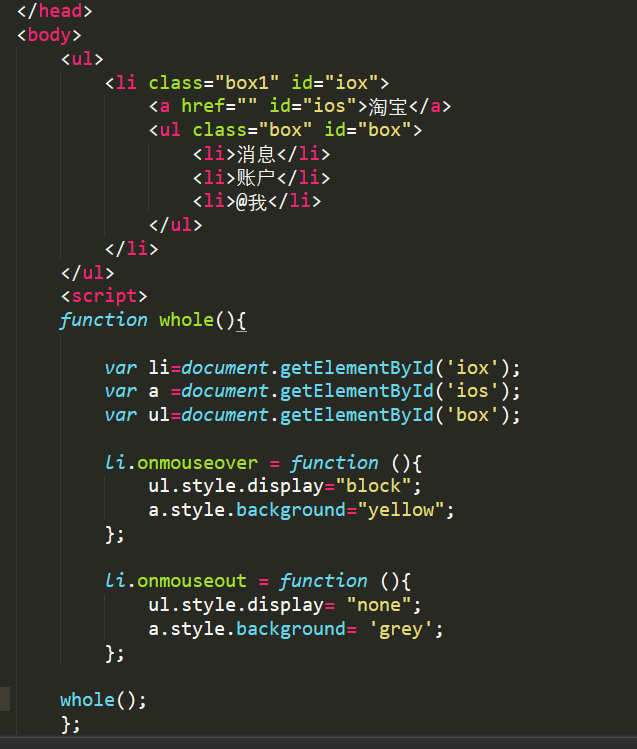 </head>
<body>
    <ul>
        <li class="box1" id="iox">
            <a href="" id="ios">淘宝</a>
            <ul class="box" id="box">
                <li>消息</li>
                <li>账户</li>
                <li>@我</li>
            </ul>
        </li>
    </ul>
    <script>
    function whole(){

        var li=document.getElementById('iox');
        var a =document.getElementById('ios');
        var ul=document.getElementById('box');

        li.onmouseover = function (){
            ul.style.display="block";
            a.style.background="yellow";
        };

        li.onmouseout = function (){
            ul.style.display= "none";
            a.style.background= 'grey';
        };

    whole();
    };